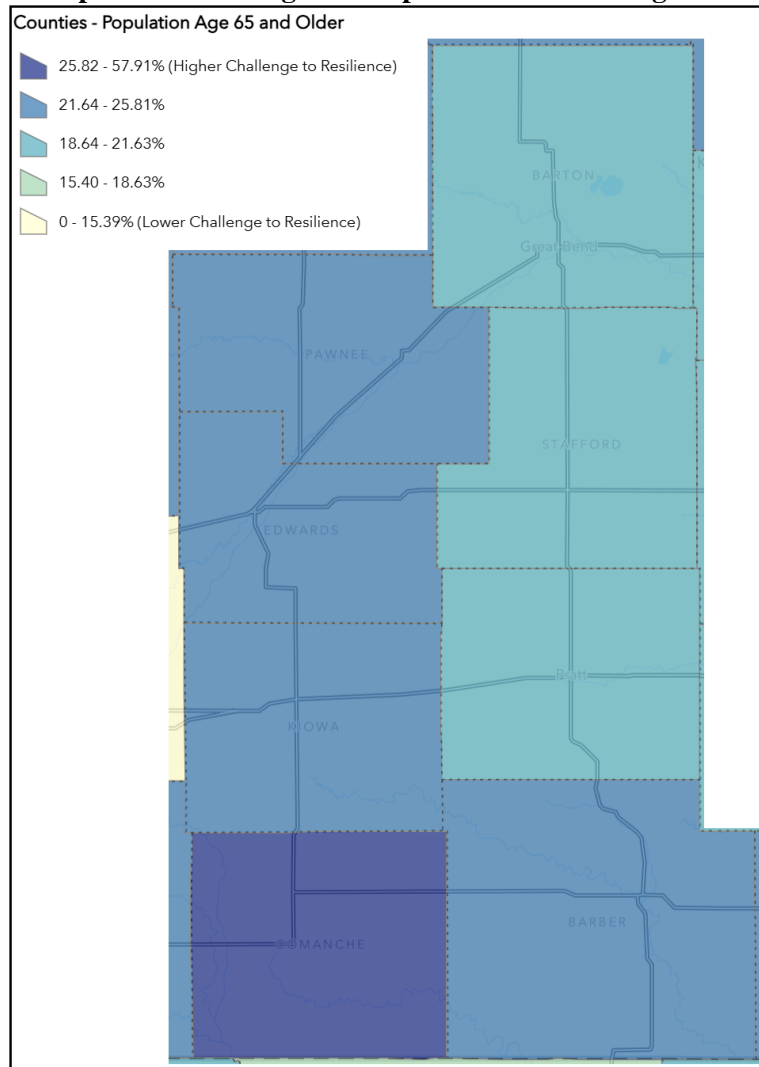 Counties - Population Age 65 and Older
25.82 - 57.91% (Higher Challenge to Resilience)
21.64 - 25.81%
18.64 - 21.63%
15.40 - 18.63%
0 - 15.39% (Lower Challenge to Resilience)
BARTON
K
Great Bend
PAWNEE
STAFFORD
EDWARDS
Pratt
KIOWA
BARBER
COMANCHE